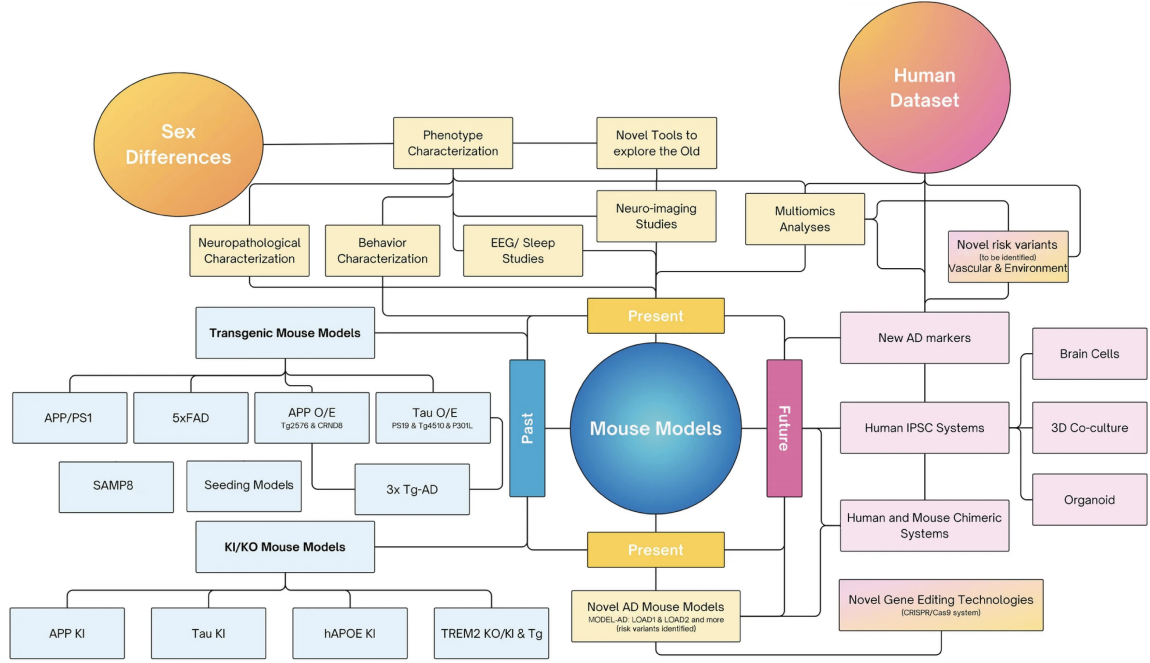 Human
Dataset
Sex
Differences
Phenotype
Characterization
Novel Tools to
explore the Old
Neuro-imaging
Studies
Multiomics
Analyses
Neuropathological
Characterization
Behavior
Characterization
EEG/ Sleep
Studies
Novel risk variants
(to be identified)
Vascular & Environment
Present
Transgenic Mouse Models
New AD markers
Brain Cells
APP/PS1
5xFAD
APP O/E
Tg2576 & CRND8
Tau O/E
PS19 & Tg4510 & P301L
Past
Mouse Models
Future
Human IPSC Systems
3D Co-culture
SAMP8
Seeding Models
3x Tg-AD
Organoid
Human and Mouse Chimeric
Systems
KI/KO Mouse Models
Present
Novel AD Mouse Models
MODEL-AD: LOAD1 & LOAD2 and more
(risk variants identified)
Novel Gene Editing Technologies
(CRISPR/Cas9 system)
APP KI
Tau KI
hAPOE KI
TREM2 KO/KI & Tg